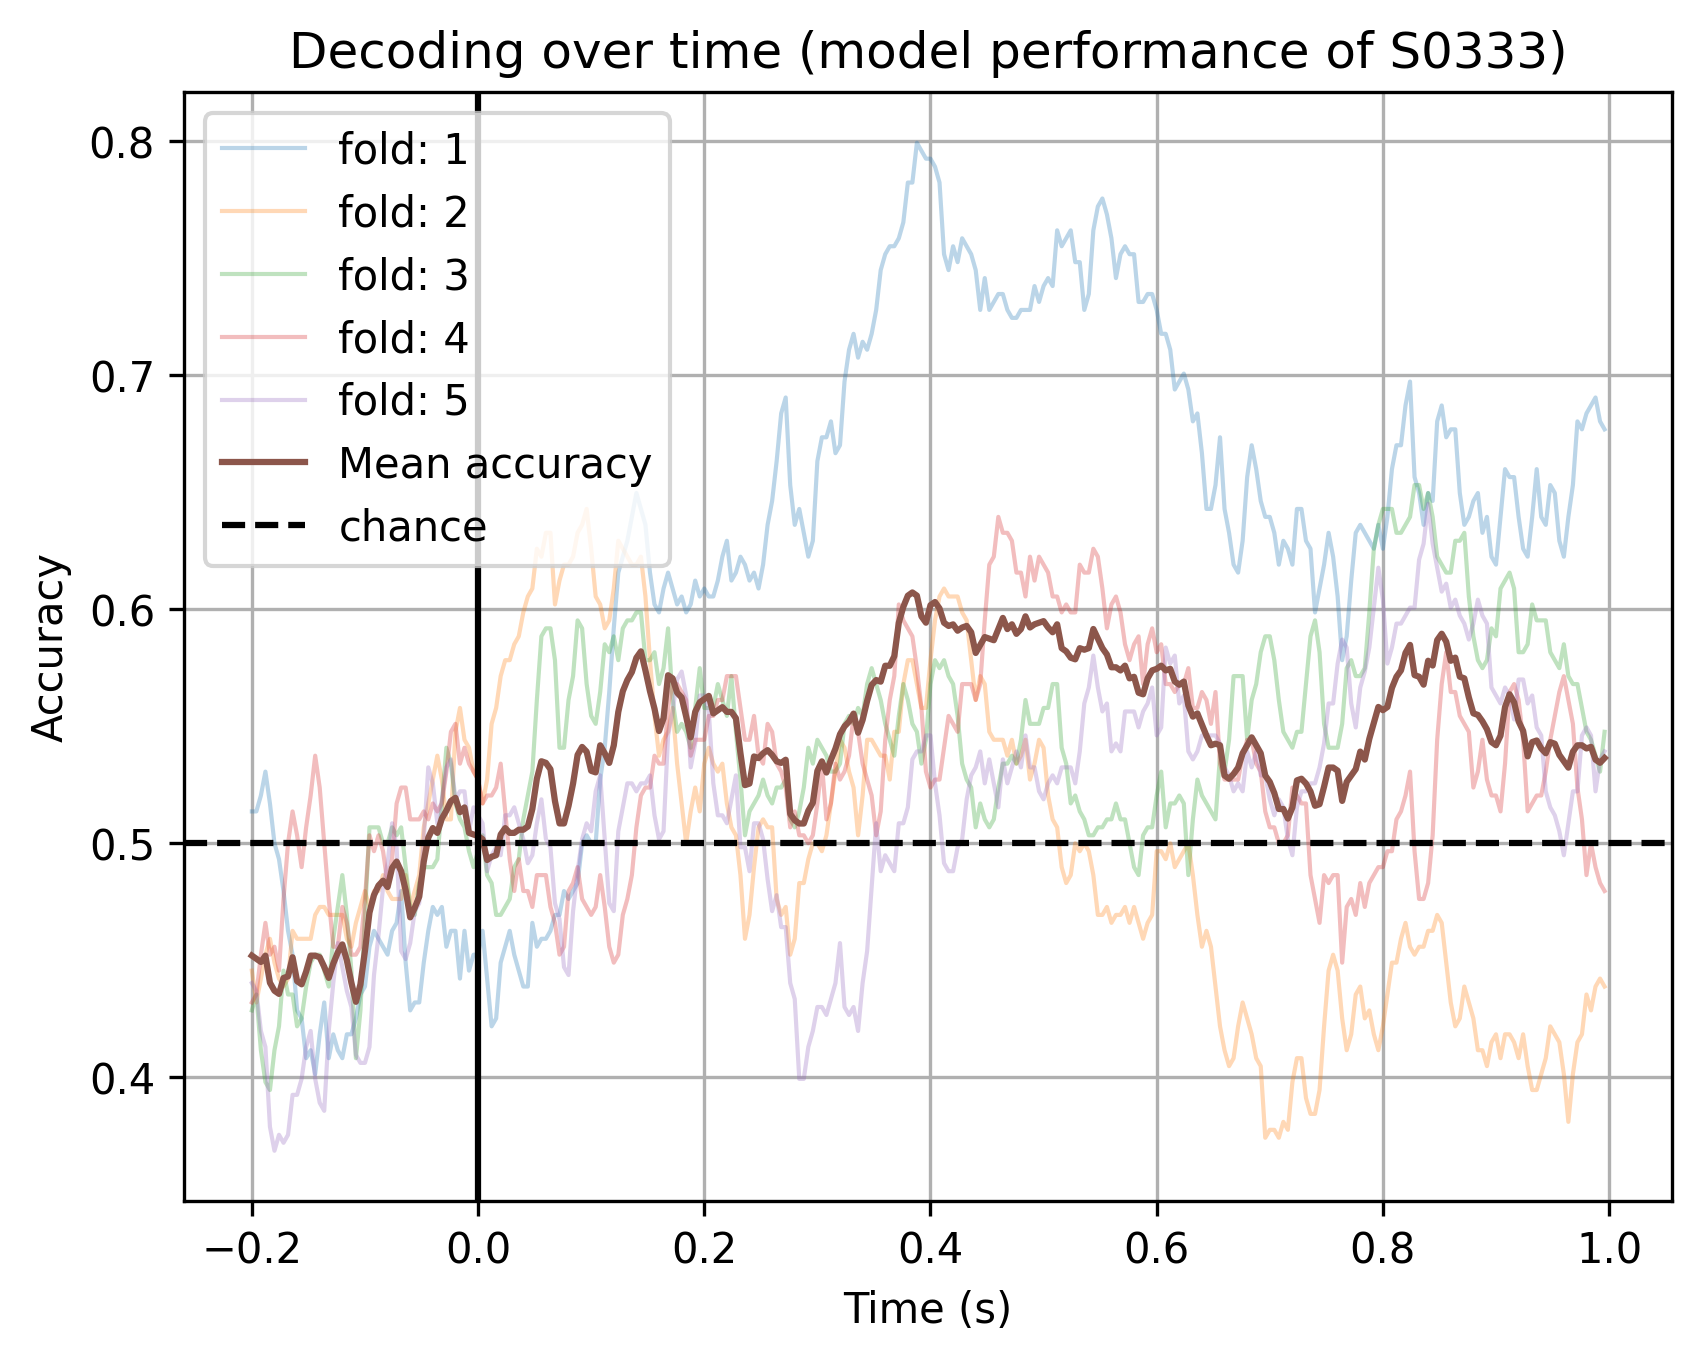 Decoding over time (model performance of S0333)
fold: 1
fold: 2
fold: 3
fold: 4
fold: 5
Mean accuracy
chance
Accuracy
0.8
0.7
0.6
0.5
0.4
−0.2
0.0
0.2
0.4
0.6
0.8
1.0
Time (s)